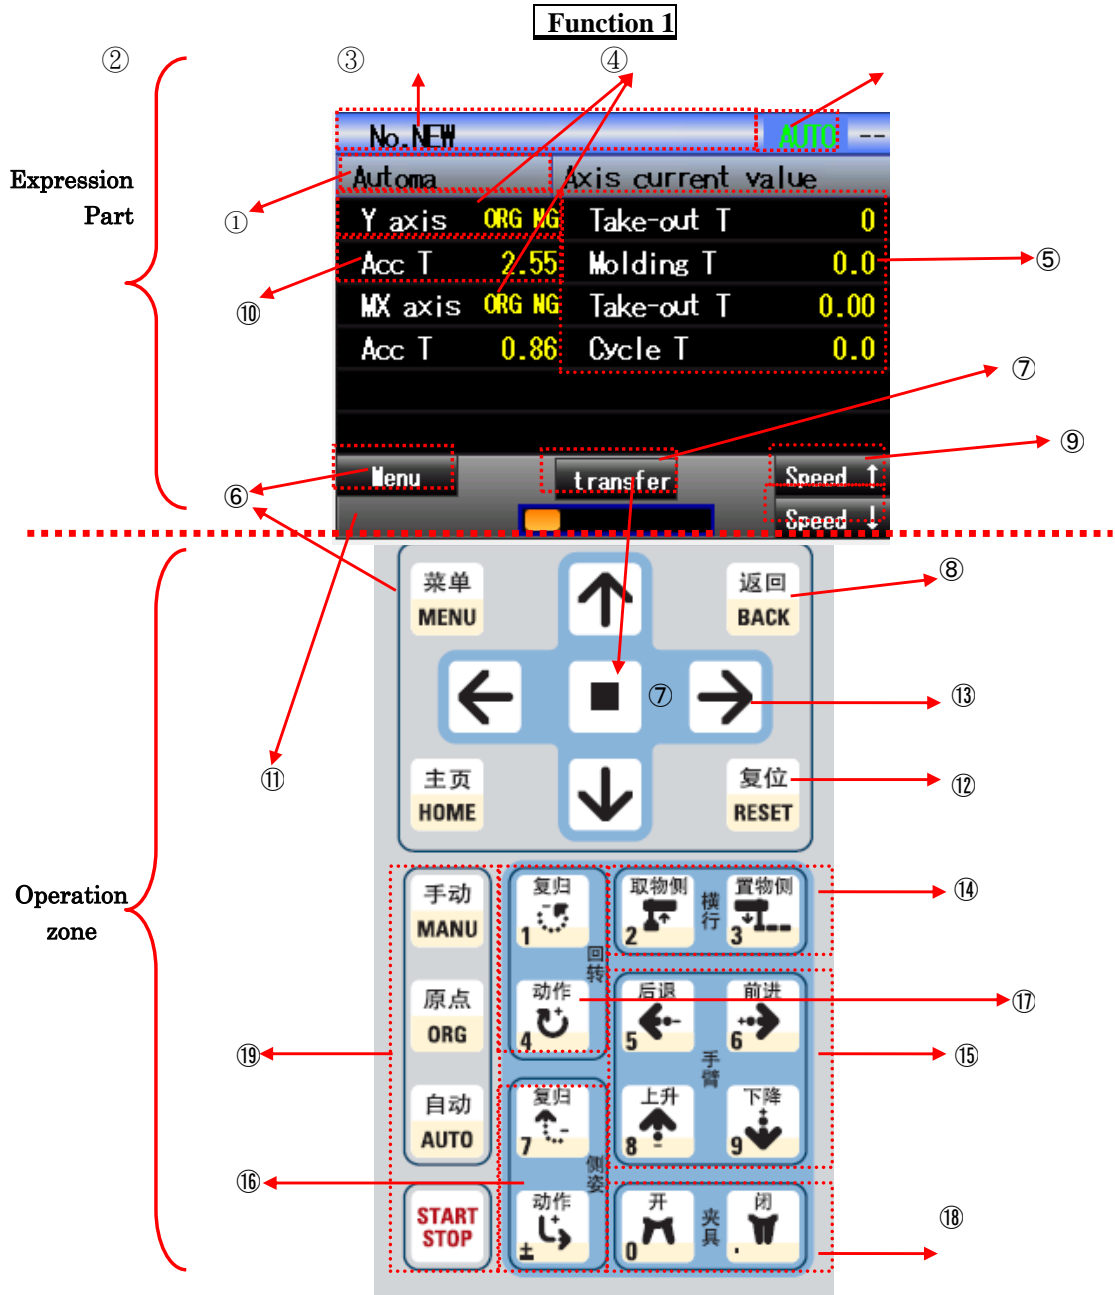 Function 1
② ③ ④
No.NEW AUTO --
Automa Axis current value
Expression
Part
①
Y axis ORG NG Take-out T 0
Acc T 2.55 Molding T 0.0
⑤
⑩
MX axis ORG NG Take-out T 0.00
Acc T 0.86 Cycle T 0.0
⑦
⑨
Menu transfer Speed ↑
⑥
Speed ↓
菜单
MENU
返回
BACK
⑧
⑦
⑬
⑪
主页
HOME
复位
RESET
⑫
Operation
zone
手动
MANU
复归
1
取物侧
2
横行
置物侧
3
⑭
回转
原点
ORG
动作
4
后退
5
前进
6
⑰
手臂
⑲
⑮
自动
AUTO
复归
7
上升
8
下降
9
侧姿
⑯
START
STOP
动作
±
开
0
夹具
闭
.
⑱